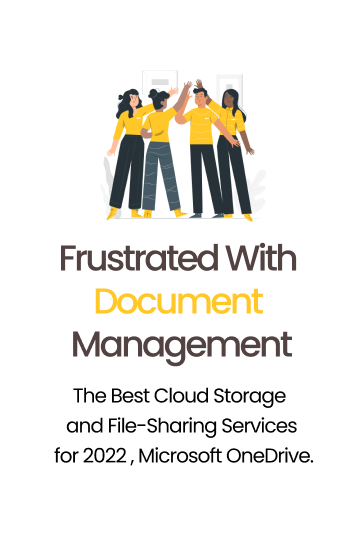 Frustrated With
Document
Management
The Best Cloud Storage
and File-Sharing Services
for 2022 , Microsoft OneDrive.